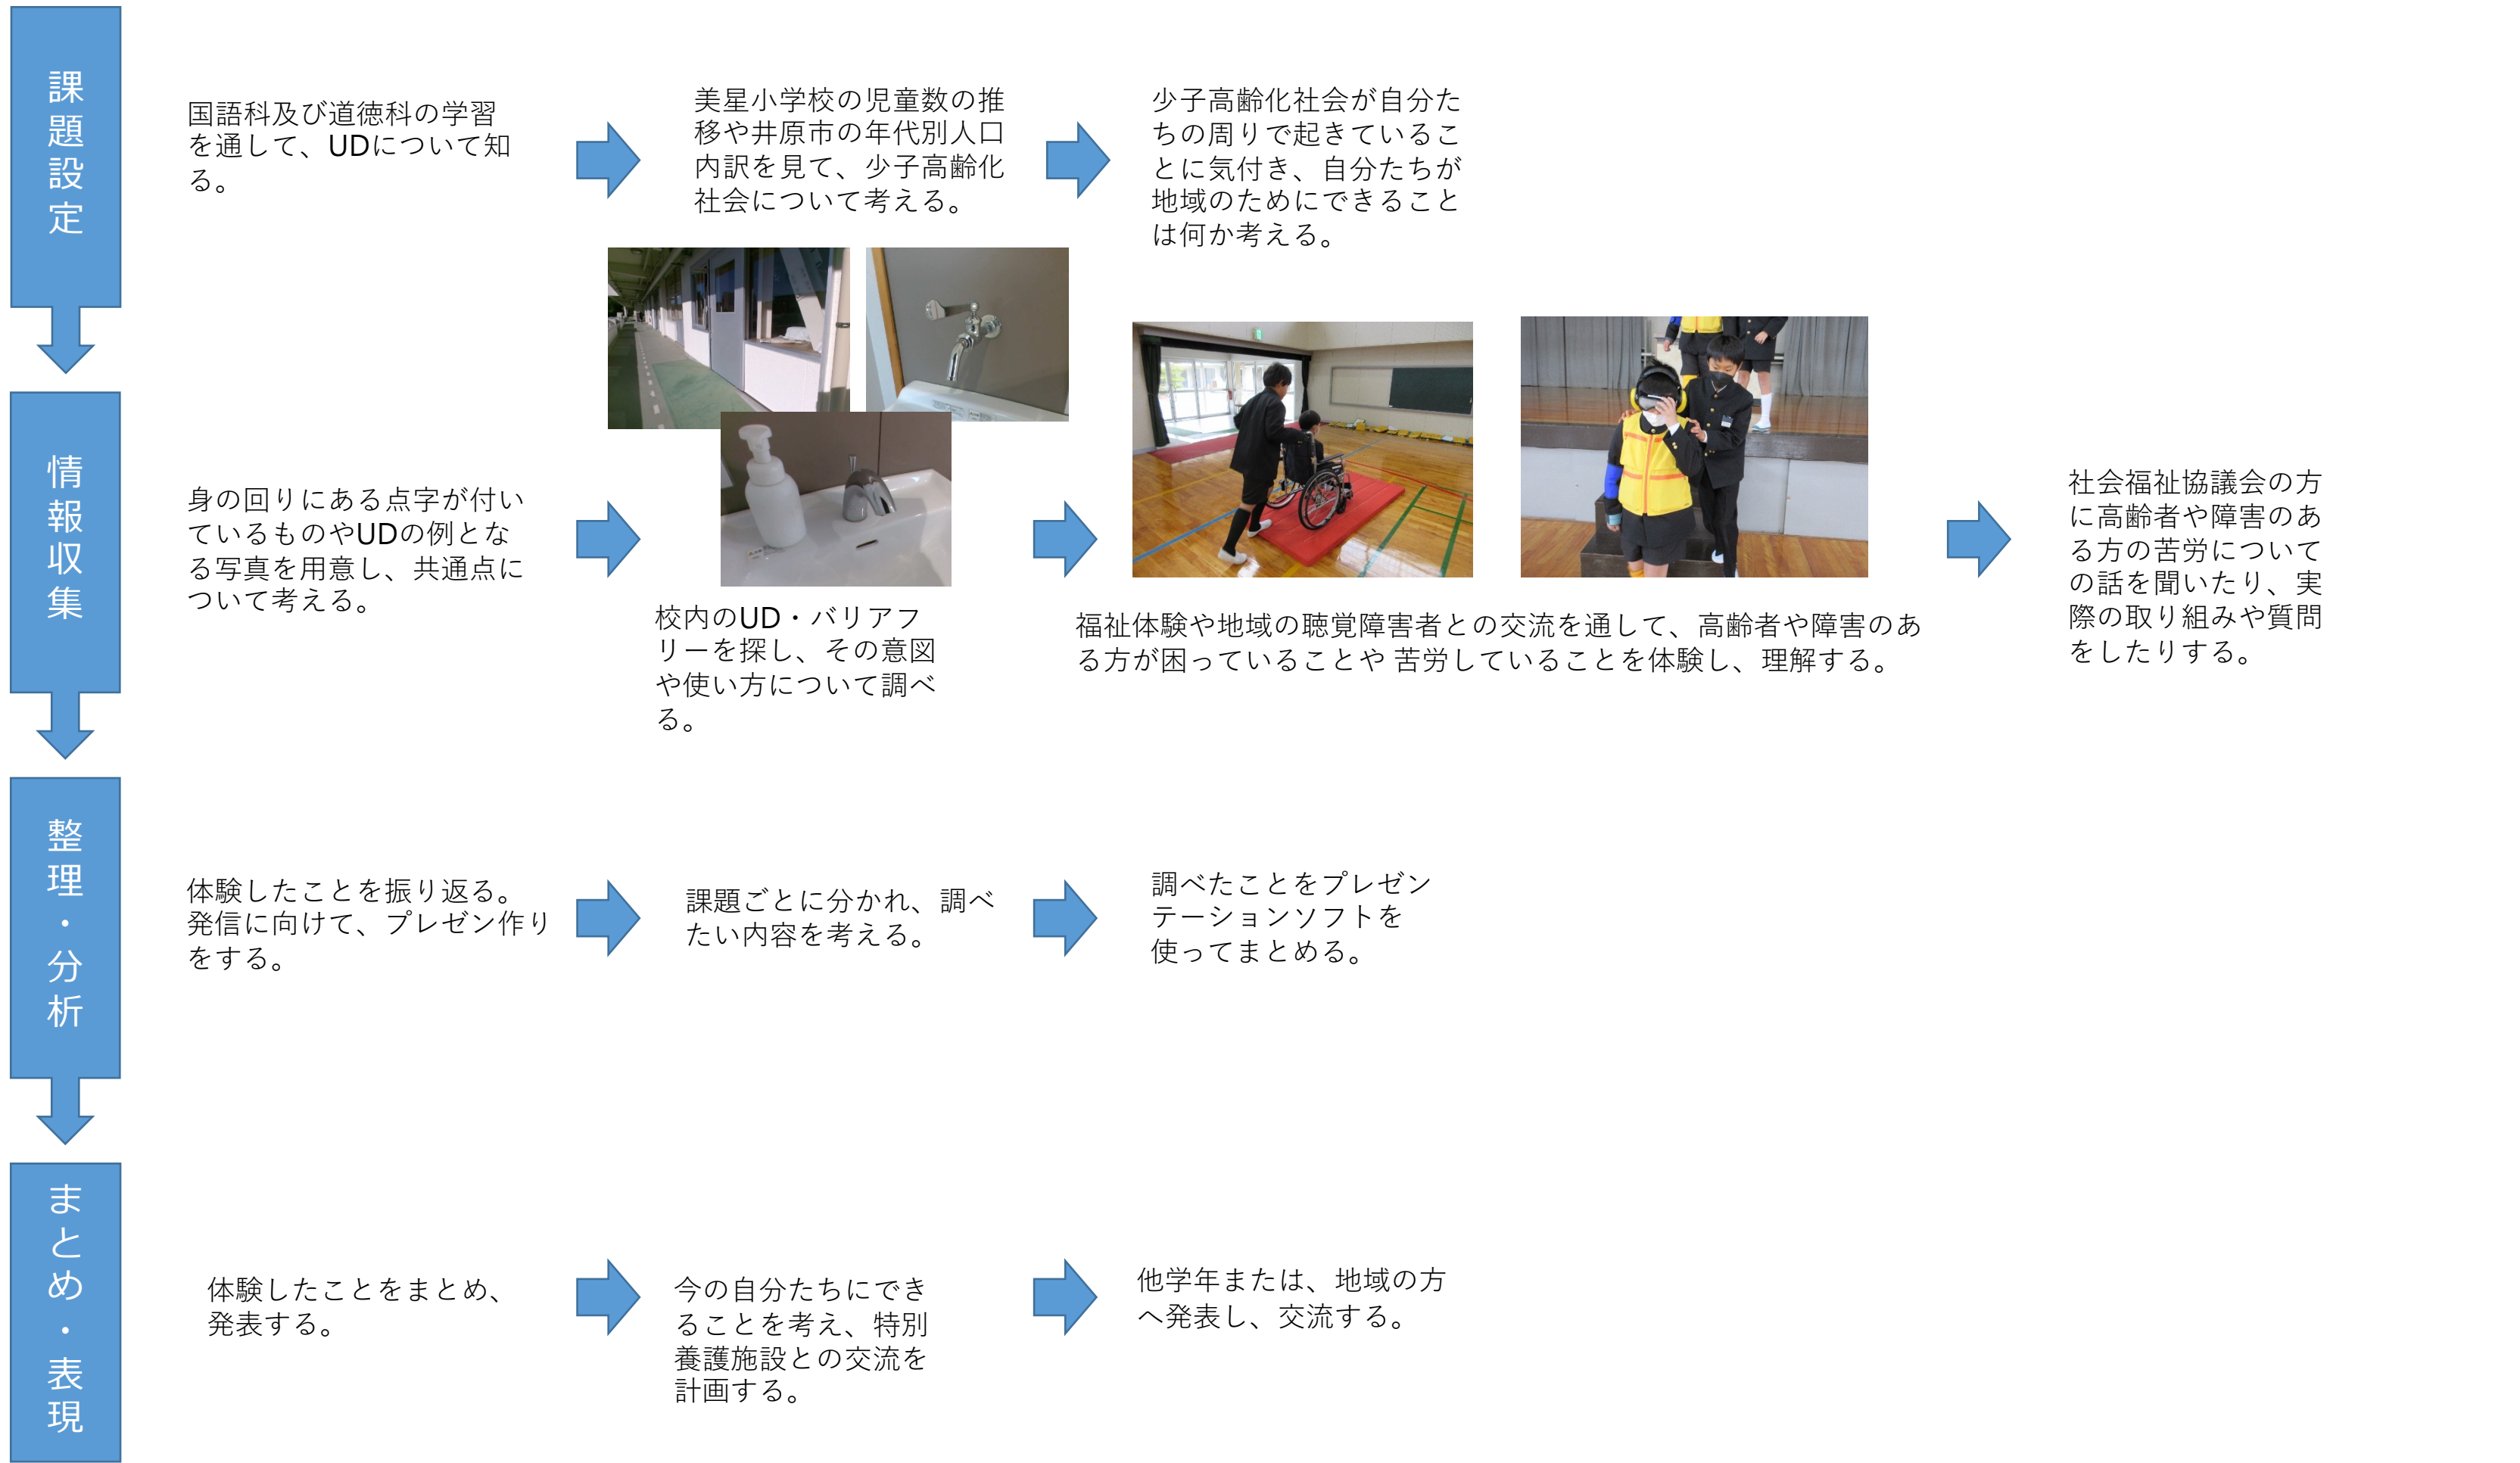 課題設定
国語科及び道徳科の学習
を通して、UDについて知
る。
美星小学校の児童数の推
移や井原市の年代別人口
内訳を見て、少子高齢化
社会について考える。
少子高齢化社会が自分た
ちの周りで起きているこ
とに気付き、自分たちが
地域のためにできること
は何か考える。
情報収集
身の回りにある点字が付い
ているものやUDの例とな
る写真を用意し、共通点に
ついて考える。
校内のUD・バリアフ
リーを探し、その意図
や使い方について調べ
る。
福祉体験や地域の聴覚障害者との交流を通して、高齢者や障害のあ
る方が困っていることや 苦労していることを体験し、理解する。
社会福祉協議会の方
に高齢者や障害のあ
る方の苦労について
の話を聞いたり、実
際の取り組みや質問
をしたりする。
整理・分析
体験したことを振り返る。
発信に向けて、プレゼン作り
をする。
課題ごとに分かれ、調べ
たい内容を考える。
調べたことをプレゼン
テーションソフトを
使ってまとめる。
まとめ・表現
体験したことをまとめ、
発表する。
今の自分たちにでき
ることを考え、特別
養護施設との交流を
計画する。
他学年または、地域の方
へ発表し、交流する。